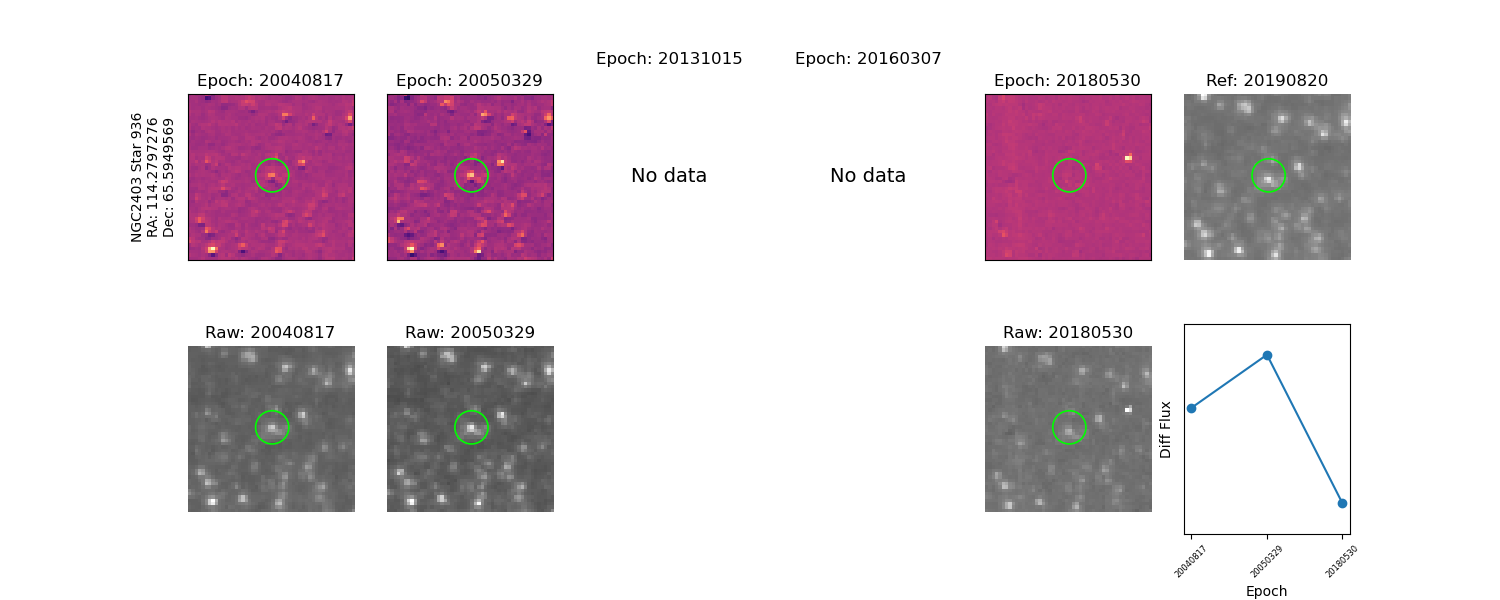 Epoch: 20131015
Epoch: 20160307
Epoch: 20040817
Epoch: 20050329
Epoch: 20180530
Ref: 20190820
NGC2403 Star 936
RA: 114.2797276
Dec: 65.5949569
No data
No data
Raw: 20040817
Raw: 20050329
Raw: 20180530
Diff Flux
20040817
20050329
20180530
Epoch